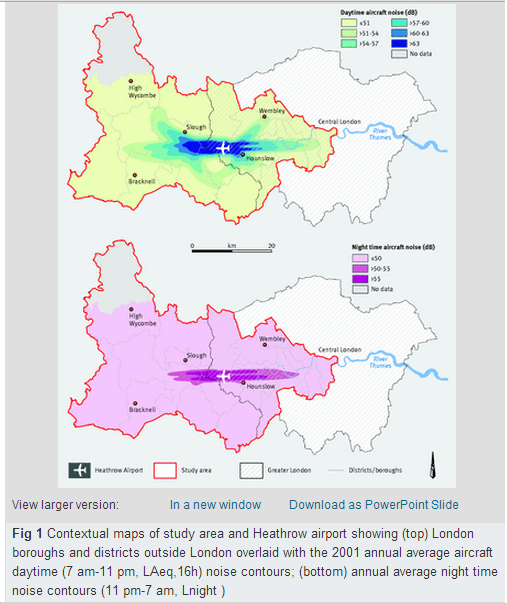 Daytime aircraft noise (dB)
≤51
>51-54
>54-57
>57-60
>60-63
>63
No data
High
Wycombe
Slough
Wembley
Central London
River
Thames
Hounslow
Bracknell
0 km 20
Night time aircraft noise (dB)
≤50
>50-55
>55
No data
High
Wycombe
Slough
Wembley
Central London
River
Thames
Hounslow
Bracknell
Heathrow Airport Study area Greater London Districts/boroughs
View larger version: In a new window Download as PowerPoint Slide
Fig 1 Contextual maps of study area and Heathrow airport showing (top) London
boroughs and districts outside London overlaid with the 2001 annual average aircraft
daytime (7 am-11 pm, LAeq,16h) noise contours; (bottom) annual average night time
noise contours (11 pm-7 am, Lnight )